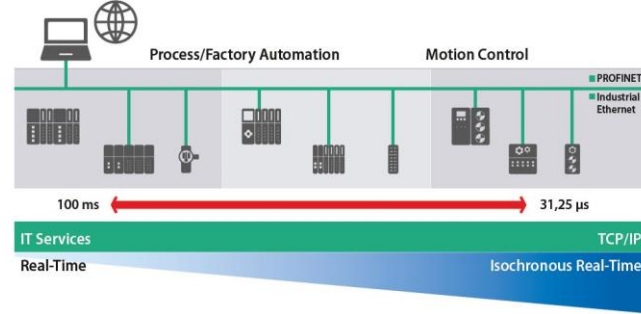 Process/Factory Automation
Motion Control
PROFINET
Industrial
Ethernet
100 ms
31,25 µs
IT Services
TCP/IP
Real-Time
Isochronous Real-Time